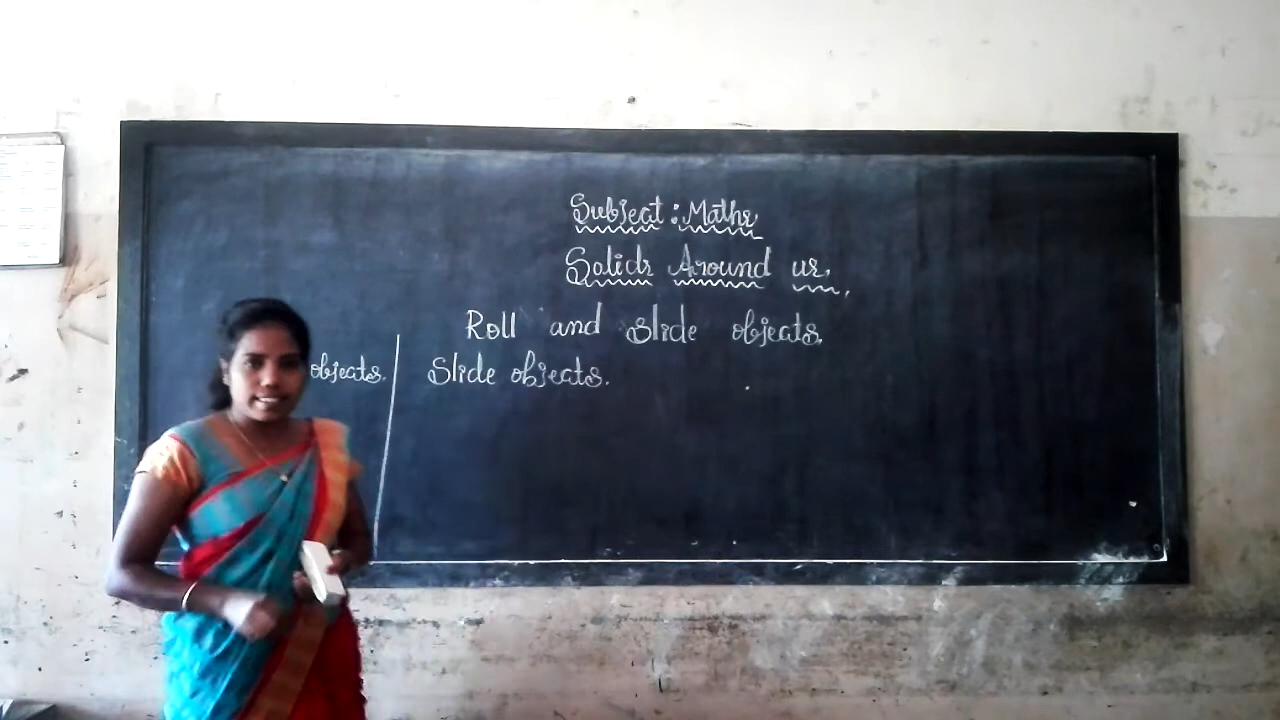 Subject : Maths
Solids Around us.
Roll and Slide objects.
objects. Slide objects.